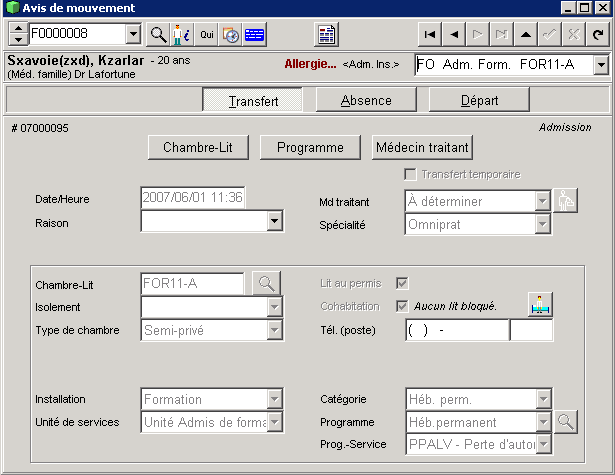 Avis de mouvement
F0000008 Qui
Sxavoie(zxd), Kzarlar - 20 ans Allergie... <Adm. Ins.> FO Adm. Form. FOR11-A
(Méd. famille) Dr Lafortune
Transfert Absence Départ
# 07000095 Admission
Chambre-Lit Programme Médecin traitant
Transfert temporaire
Date/Heure 2007/06/01 11:36 Md traitant À déterminer
Raison Spécialité Omniprat
Chambre-Lit FOR11-A Lit au permis
Isolement Cohabitation Aucun lit bloqué.
Type de chambre Semi-privé Tél. (poste) ( ) -
Installation Formation Catégorie Héb. perm.
Unité de services Unité Admis de forma Programme Héb.permanent
Prog.-Service PPALV - Perte d'autor